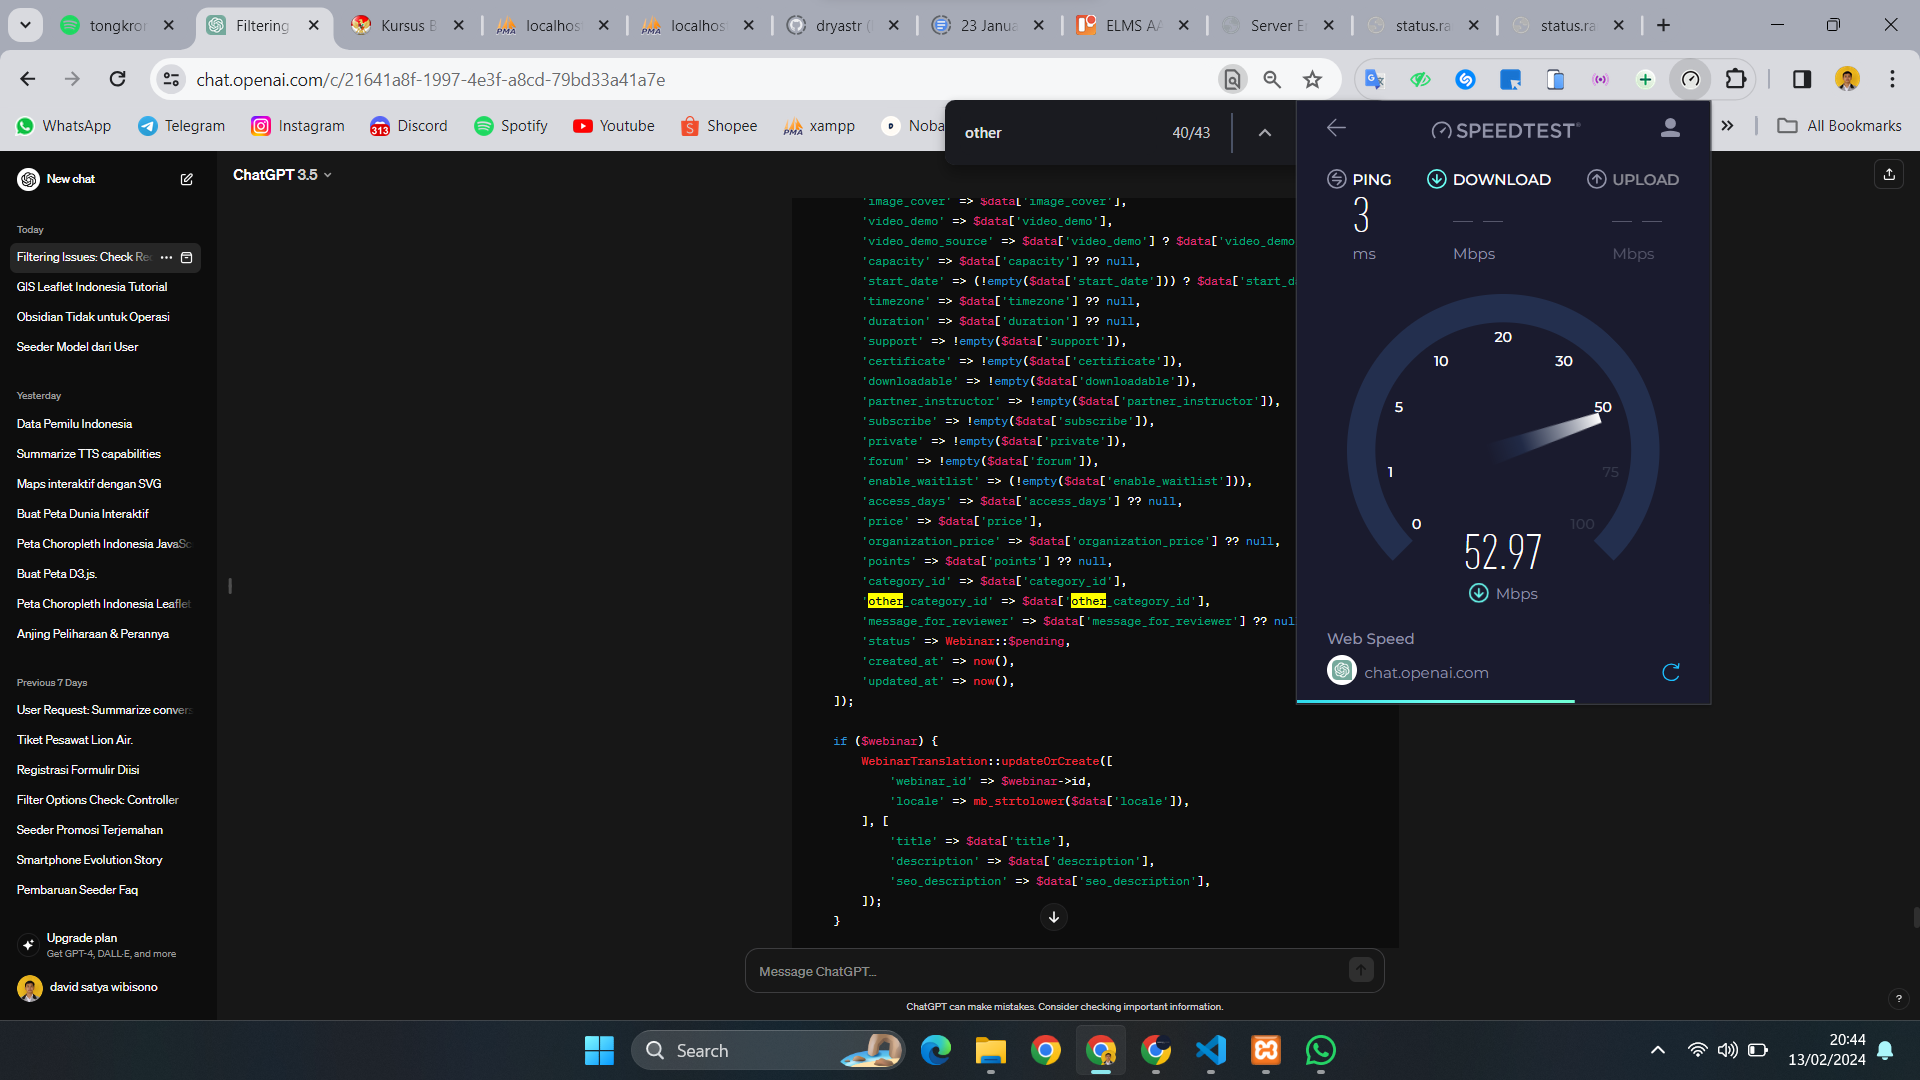 tongkror
Filtering
Kursus B
localhos
localhos
dryastr (
23 Janua
ELMS AA
Server E
status.ra
status.ra
chat.openai.com/c/21641a8f-1997-4e3f-a8cd-79bd33a41a7e
WhatsApp
Telegram
Instagram
Discord
Spotify
Youtube
Shopee
xampp
Noba
All Bookmarks
other
40/43
New chat
ChatGPT 3.5
Today
Filtering Issues: Check Re
GIS Leaflet Indonesia Tutorial
Obsidian Tidak untuk Operasi
Seeder Model dari User
Yesterday
Data Pemilu Indonesia
Summarize TTS capabilities
Maps interaktif dengan SVG
Buat Peta Dunia Interaktif
Peta Choropleth Indonesia JavaSc
Buat Peta D3.js.
Peta Choropleth Indonesia Leaflet
Anjing Peliharaan & Perannya
Previous 7 Days
User Request: Summarize convers
Tiket Pesawat Lion Air.
Registrasi Formulir Diisi
Filter Options Check: Controller
Seeder Promosi Terjemahan
Smartphone Evolution Story
Pembaruan Seeder Faq
Upgrade plan
Get GPT-4, DALL·E, and more
david satya wibisono
'image_cover' => $data['image_cover'],
'video_demo' => $data['video_demo'],
'video_demo_source' => $data['video_demo'] ? $data['video_demo
'capacity' => $data['capacity'] ?? null,
'start_date' => (!empty($data['start_date'])) ? $data['start_d
'timezone' => $data['timezone'] ?? null,
'duration' => $data['duration'] ?? null,
'support' => !empty($data['support']),
'certificate' => !empty($data['certificate']),
'downloadable' => !empty($data['downloadable']),
'partner_instructor' => !empty($data['partner_instructor']),
'subscribe' => !empty($data['subscribe']),
'private' => !empty($data['private']),
'forum' => !empty($data['forum']),
'enable_waitlist' => (!empty($data['enable_waitlist'])),
'access_days' => $data['access_days'] ?? null,
'price' => $data['price'],
'organization_price' => $data['organization_price'] ?? null,
'points' => $data['points'] ?? null,
'category_id' => $data['category_id'],
'other_category_id' => $data['other_category_id'],
'message_for_reviewer' => $data['message_for_reviewer'] ?? nul
'status' => Webinar::$pending,
'created_at' => now(),
'updated_at' => now(),
]);
if ($webinar) {
WebinarTranslation::updateOrCreate([
'webinar_id' => $webinar->id,
'locale' => mb_strtolower($data['locale']),
], [
'title' => $data['title'],
'description' => $data['description'],
'seo_description' => $data['seo_description'],
]);
}
Message ChatGPT…
ChatGPT can make mistakes. Consider checking important information.
?
SPEEDTEST
PING
DOWNLOAD
UPLOAD
3
— —
— —
ms
Mbps
Mbps
20
10
30
5
50
1
75
0
100
52.97
Mbps
Web Speed
chat.openai.com
Search
20:44
13/02/2024